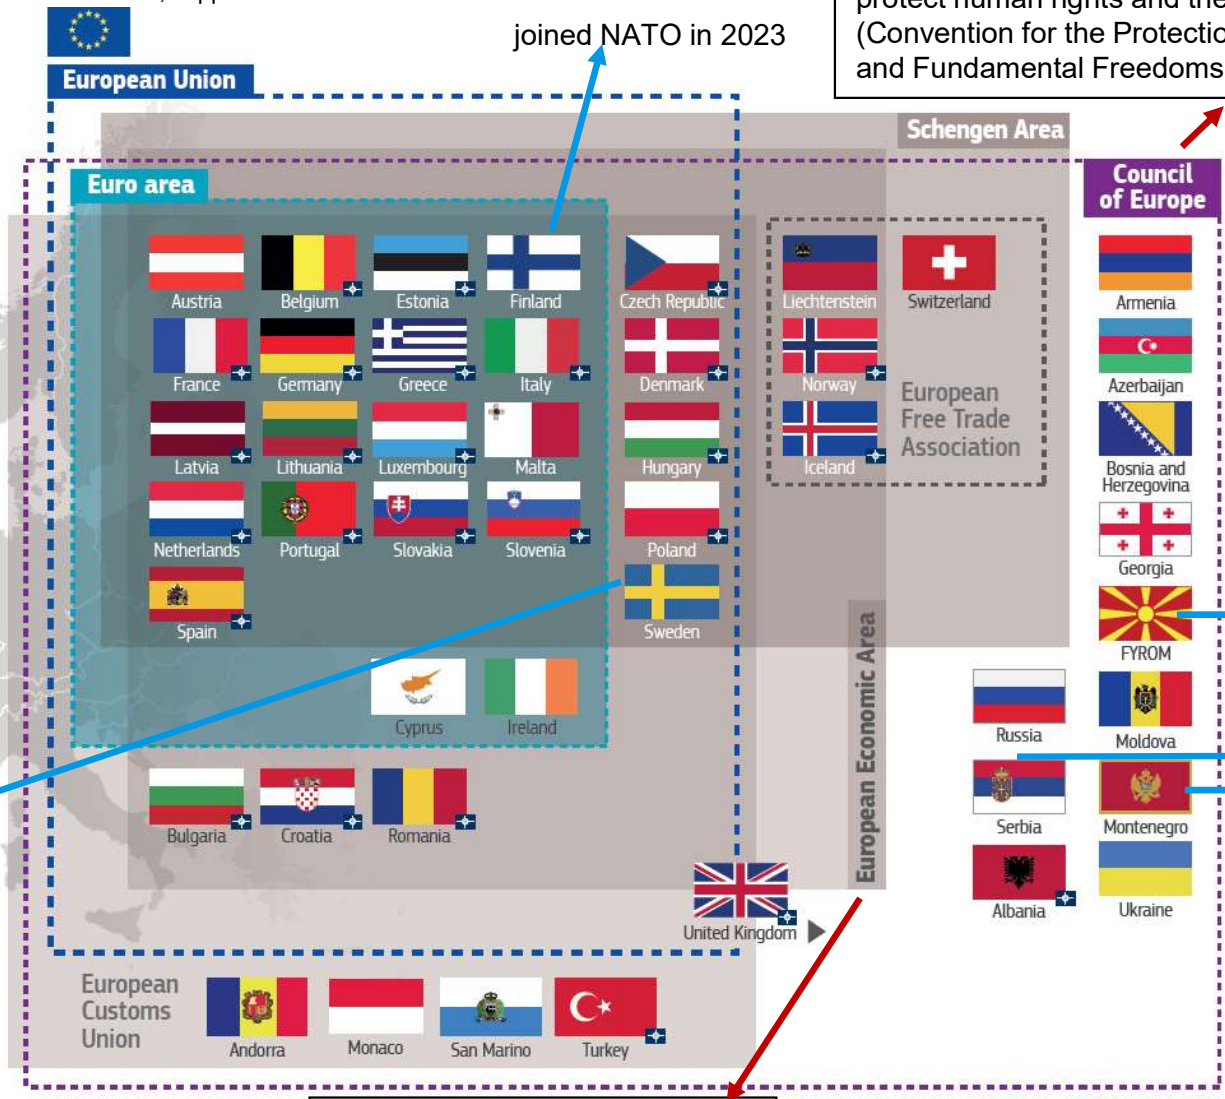 joined NATO in 2023
protect human rights and the
(Convention for the Protectio
and Fundamental Freedoms
European Union
Schengen Area
Euro area
Council
of Europe
Austria
Belgium
Estonia
Finland
Czech Republic
Liechtenstein
Switzerland
Armenia
France
Germany
Greece
Italy
Denmark
Norway
European
Free Trade
Association
Azerbaijan
Latvia
Lithuania
Luxembourg
Malta
Hungary
Iceland
Bosnia and
Herzegovina
Netherlands
Portugal
Slovakia
Slovenia
Poland
Georgia
Spain
Sweden
FYROM
European Economic Area
Cyprus
Ireland
Russia
Moldova
Bulgaria
Croatia
Romania
Serbia
Montenegro
United Kingdom
Albania
Ukraine
European
Customs
Union
Andorra
Monaco
San Marino
Turkey